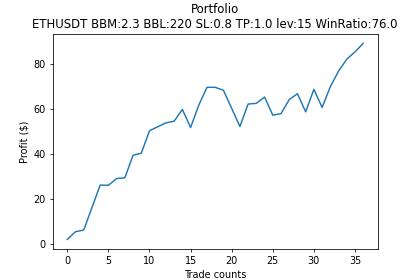 Portfolio
ETHUSDT BBM:2.3 BBL:220 SL:0.8 TP:1.0 lev:15 WinRatio:76.0
Profit ($)
80
60
40
20
0
0 5 10 15 20 25 30 35
Trade counts